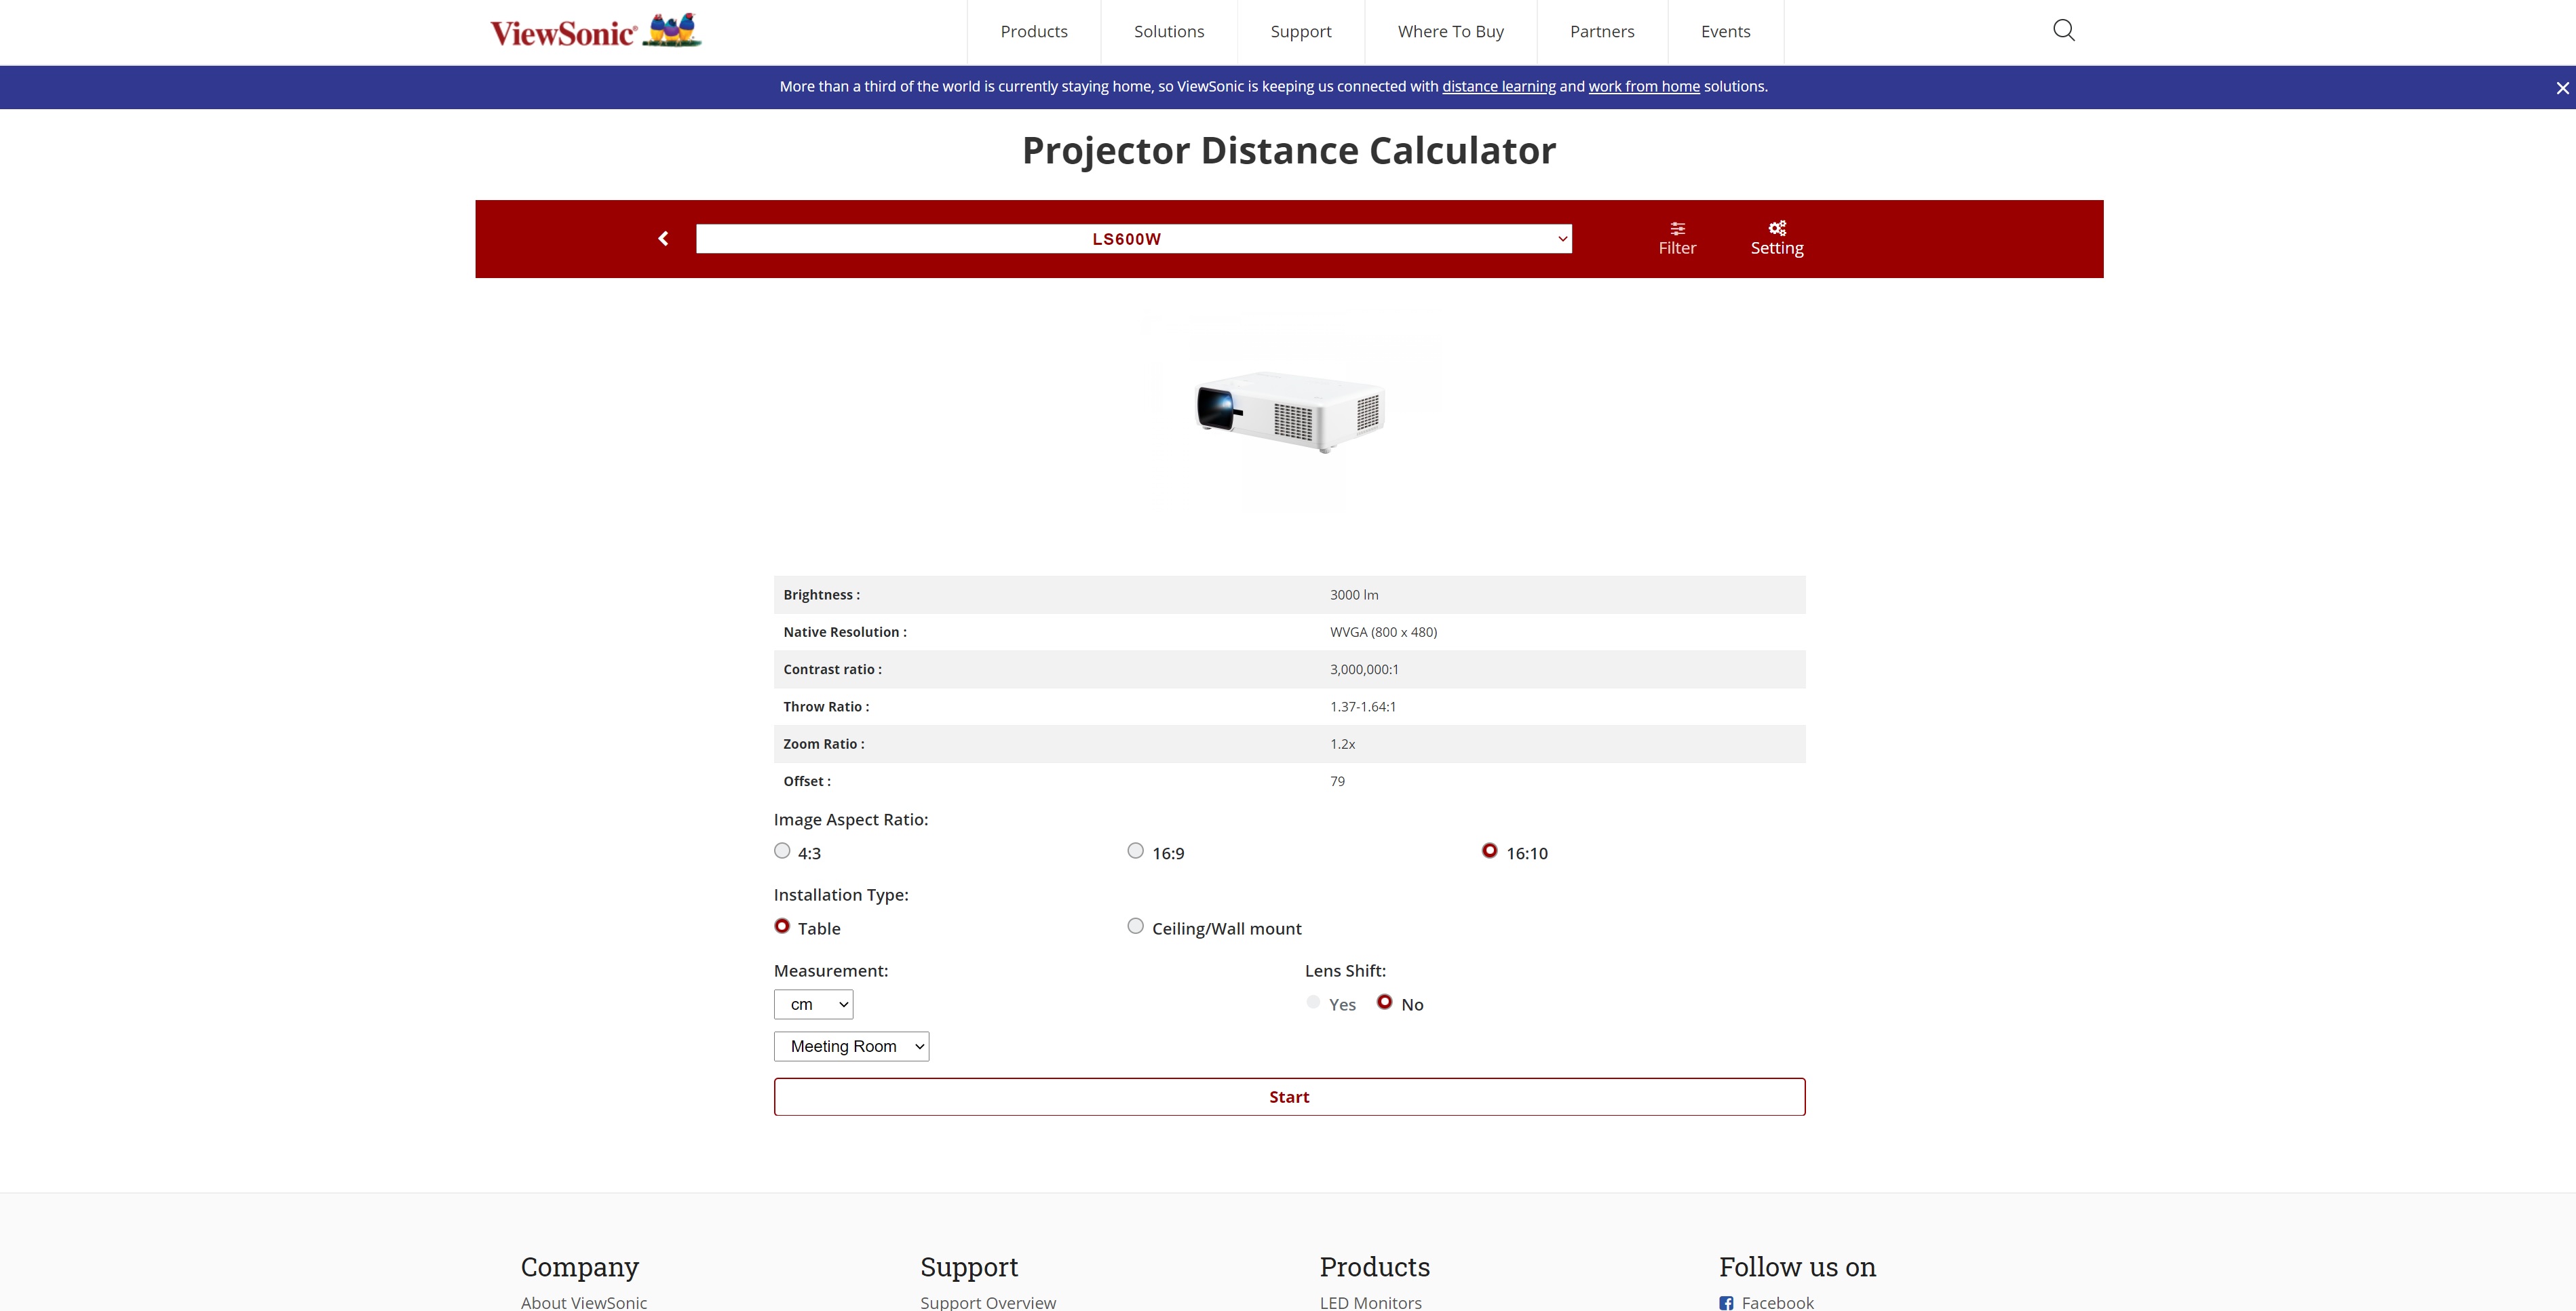 ViewSonic®
Products
Solutions
Support
Where To Buy
Partners
Events
More than a third of the world is currently staying home, so ViewSonic is keeping us connected with distance learning and work from home solutions.
Projector Distance Calculator
LS600W
Filter
Setting
Brightness : 3000 lm
Native Resolution : WVGA (800 x 480)
Contrast ratio : 3,000,000:1
Throw Ratio : 1.37-1.64:1
Zoom Ratio : 1.2x
Offset : 79
Image Aspect Ratio:
4:3 16:9 16:10
Installation Type:
Table Ceiling/Wall mount
Measurement: Lens Shift:
cm Yes No
Meeting Room
Start
Company Support Products Follow us on
About ViewSonic Support Overview LED Monitors Facebook